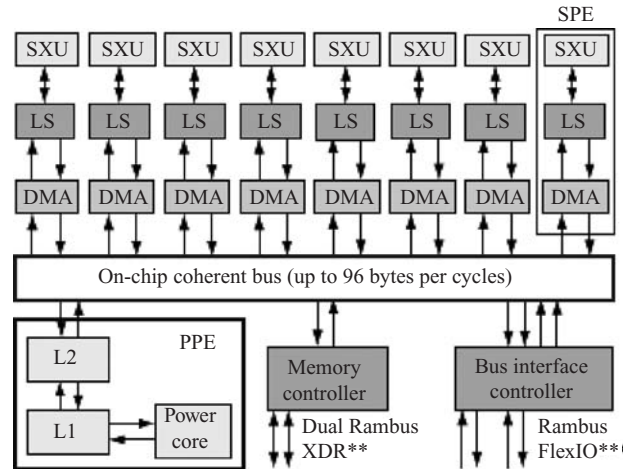 SPE
SXU SXU SXU SXU SXU SXU SXU SXU
LS LS LS LS LS LS LS LS
DMA DMA DMA DMA DMA DMA DMA DMA
On-chip coherent bus (up to 96 bytes per cycles)
PPE
L2
L1
Power
core
Memory
controller
Dual Rambus
XDR**
Bus interface
controller
Rambus
FlexIO**